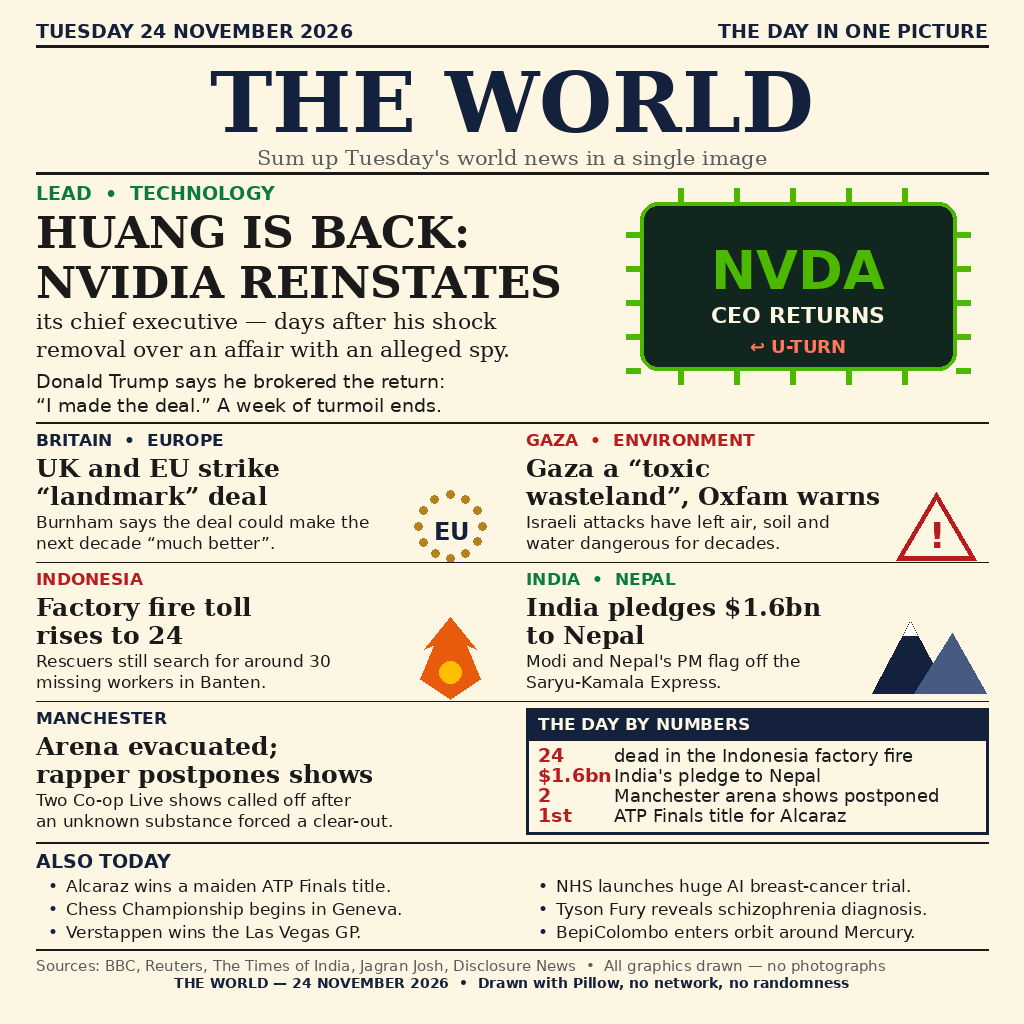 TUESDAY 24 NOVEMBER 2026
THE DAY IN ONE PICTURE
THE WORLD
Sum up Tuesday's world news in a single image
LEAD • TECHNOLOGY
HUANG IS BACK:
NVIDIA REINSTATES
its chief executive — days after his shock
removal over an affair with an alleged spy.
Donald Trump says he brokered the return:
“I made the deal.” A week of turmoil ends.
NVDA
CEO RETURNS
↩ U-TURN
BRITAIN • EUROPE
UK and EU strike
“landmark” deal
Burnham says the deal could make the
next decade “much better”.
EU
GAZA • ENVIRONMENT
Gaza a “toxic
wasteland”, Oxfam warns
Israeli attacks have left air, soil and
water dangerous for decades.
!
INDONESIA
Factory fire toll
rises to 24
Rescuers still search for around 30
missing workers in Banten.
INDIA • NEPAL
India pledges $1.6bn
to Nepal
Modi and Nepal's PM flag off the
Saryu-Kamala Express.
MANCHESTER
Arena evacuated;
rapper postpones shows
Two Co-op Live shows called off after
an unknown substance forced a clear-out.
THE DAY BY NUMBERS
24 dead in the Indonesia factory fire
$1.6bn India's pledge to Nepal
2 Manchester arena shows postponed
1st ATP Finals title for Alcaraz
ALSO TODAY
• Alcaraz wins a maiden ATP Finals title.
• Chess Championship begins in Geneva.
• Verstappen wins the Las Vegas GP.
• NHS launches huge AI breast-cancer trial.
• Tyson Fury reveals schizophrenia diagnosis.
• BepiColombo enters orbit around Mercury.
Sources: BBC, Reuters, The Times of India, Jagran Josh, Disclosure News • All graphics drawn — no photographs
THE WORLD — 24 NOVEMBER 2026 • Drawn with Pillow, no network, no randomness